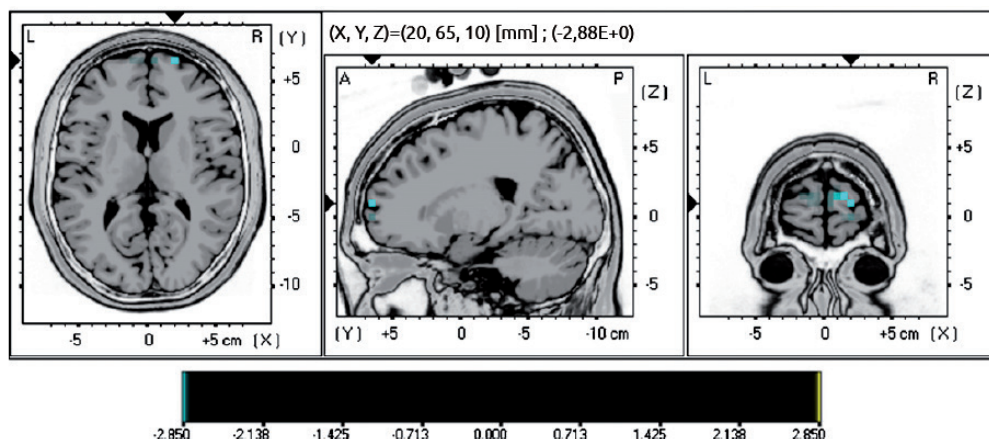 (X, Y, Z)=(20, 65, 10) [mm] ; (-2,88E+0)
L R (Y)
+5
0
-5
-10
-5 0 +5 cm (X)
A P (Z)
+5
0
-5
(Y) +5 0 -5 -10 cm
L R (Z)
+5
0
-5
-5 0 +5 cm (X)
-2.850 -2.138 -1.425 -0.713 0.000 0.713 1.425 2.138 2.850